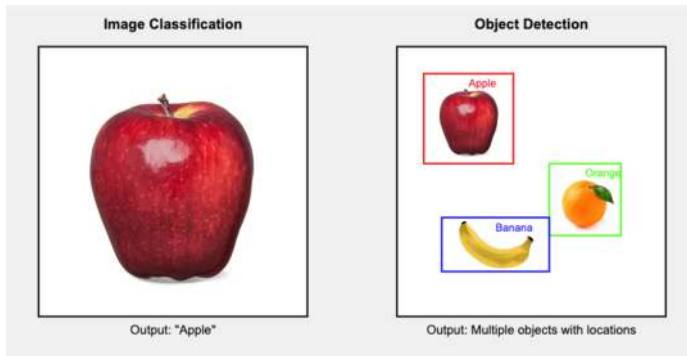 Image Classification
Object Detection
Apple
Orange
Banana
Output: "Apple"
Output: Multiple objects with locations